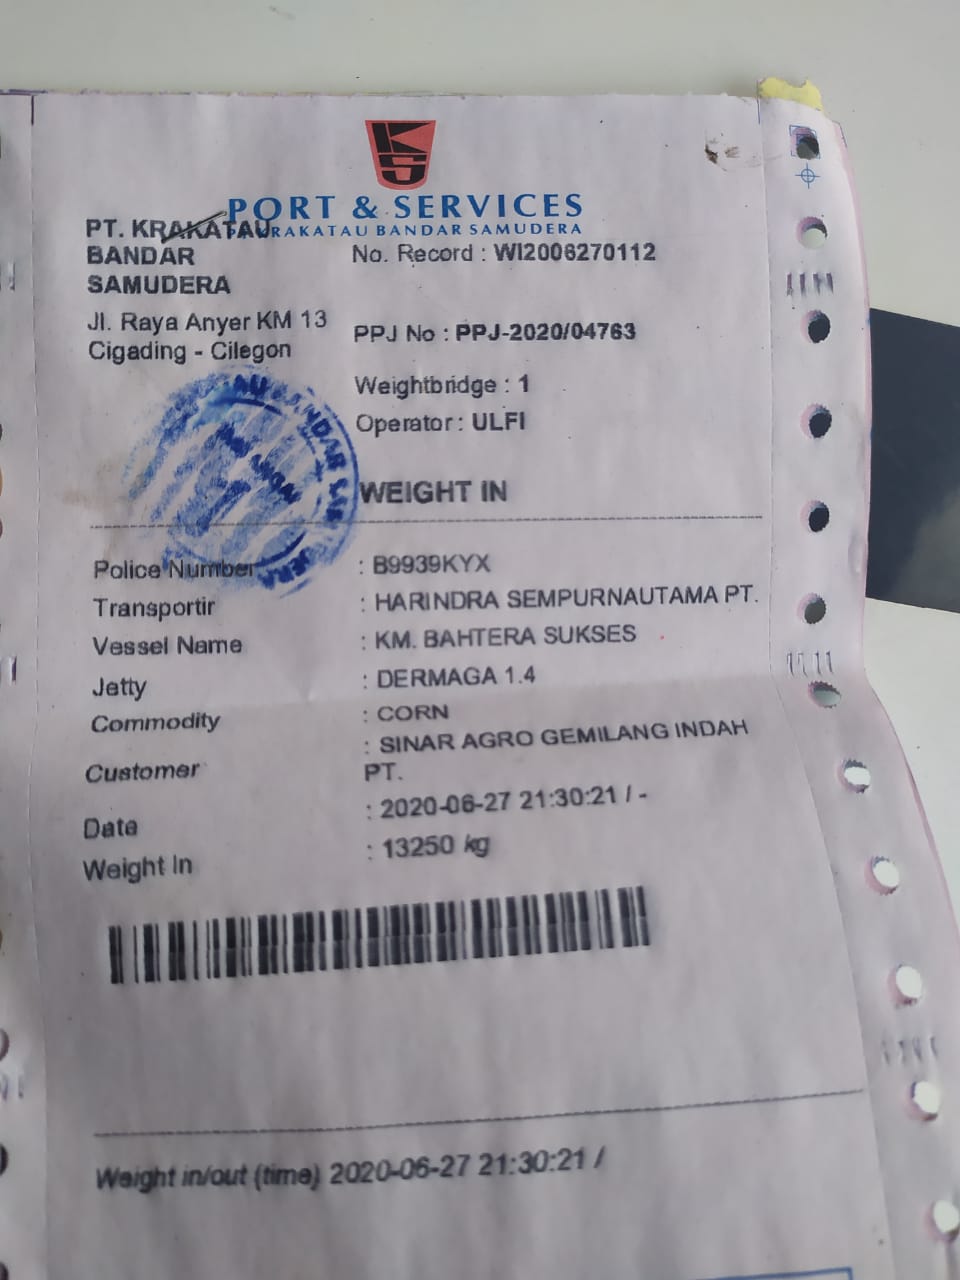 KS
PORT & SERVICES
PT. KRAKATAU BANDAR SAMUDERA
PT. KRAKATAU
BANDAR
SAMUDERA
No. Record : WI2006270112
Jl. Raya Anyer KM 13
Cigading - Cilegon
PPJ No : PPJ-2020/04763
Weightbridge : 1
Operator : ULFI
WEIGHT IN
Police Number : B9939KYX
Transportir : HARINDRA SEMPURNAUTAMA PT.
Vessel Name : KM. BAHTERA SUKSES
Jetty : DERMAGA 1.4
Commodity : CORN
Customer : SINAR AGRO GEMILANG INDAH
PT.
Date : 2020-06-27 21:30:21 / -
Weight In : 13250 kg
Weight in/out (time) 2020-06-27 21:30:21 /